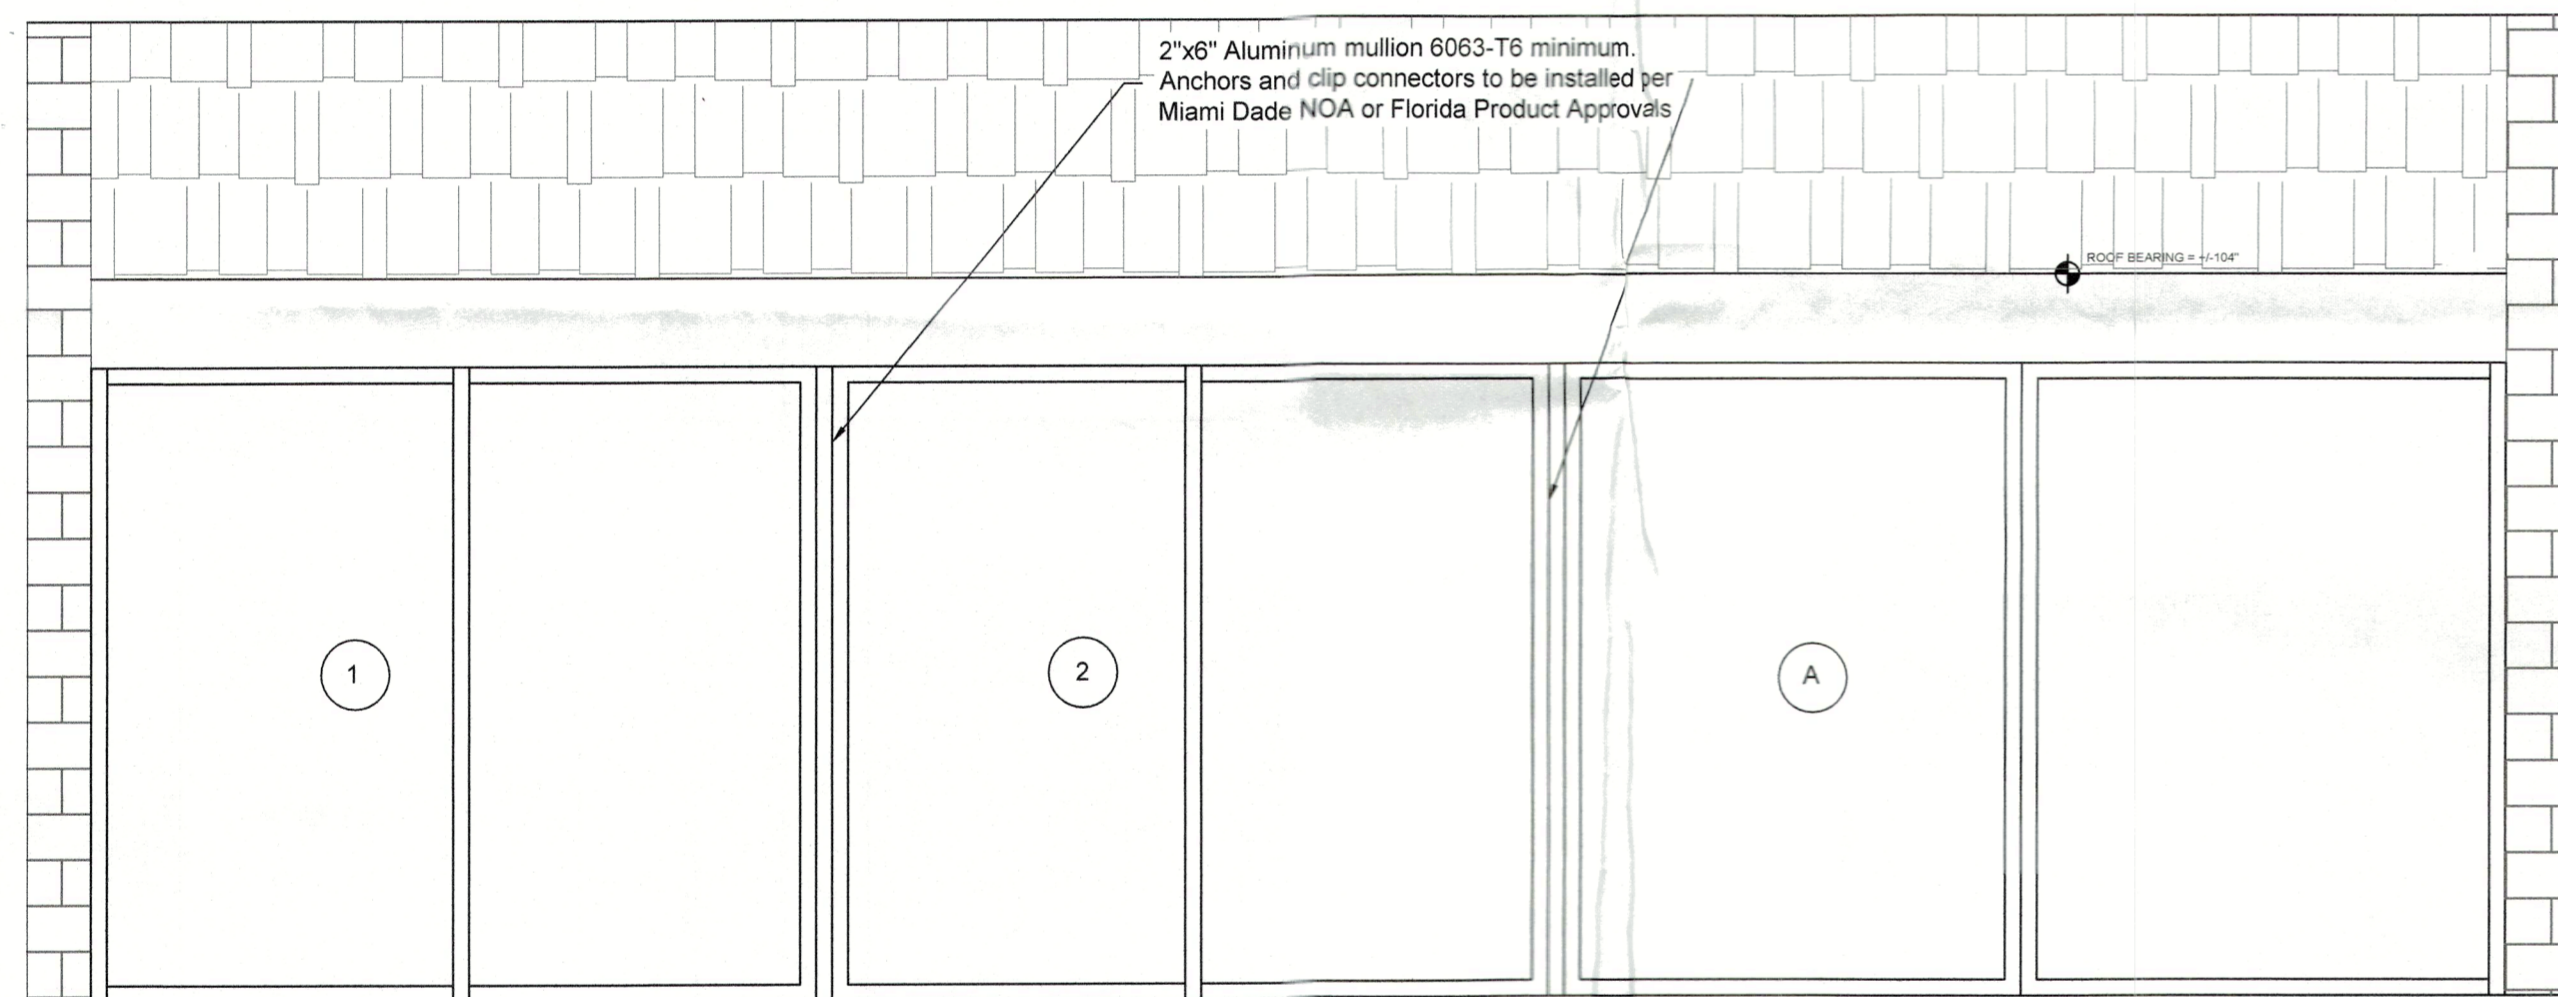 2"x6" Aluminum mullion 6063-T6 minimum.
Anchors and clip connectors to be installed per
Miami Dade NOA or Florida Product Approvals
ROOF BEARING = +/-104"
1
2
A